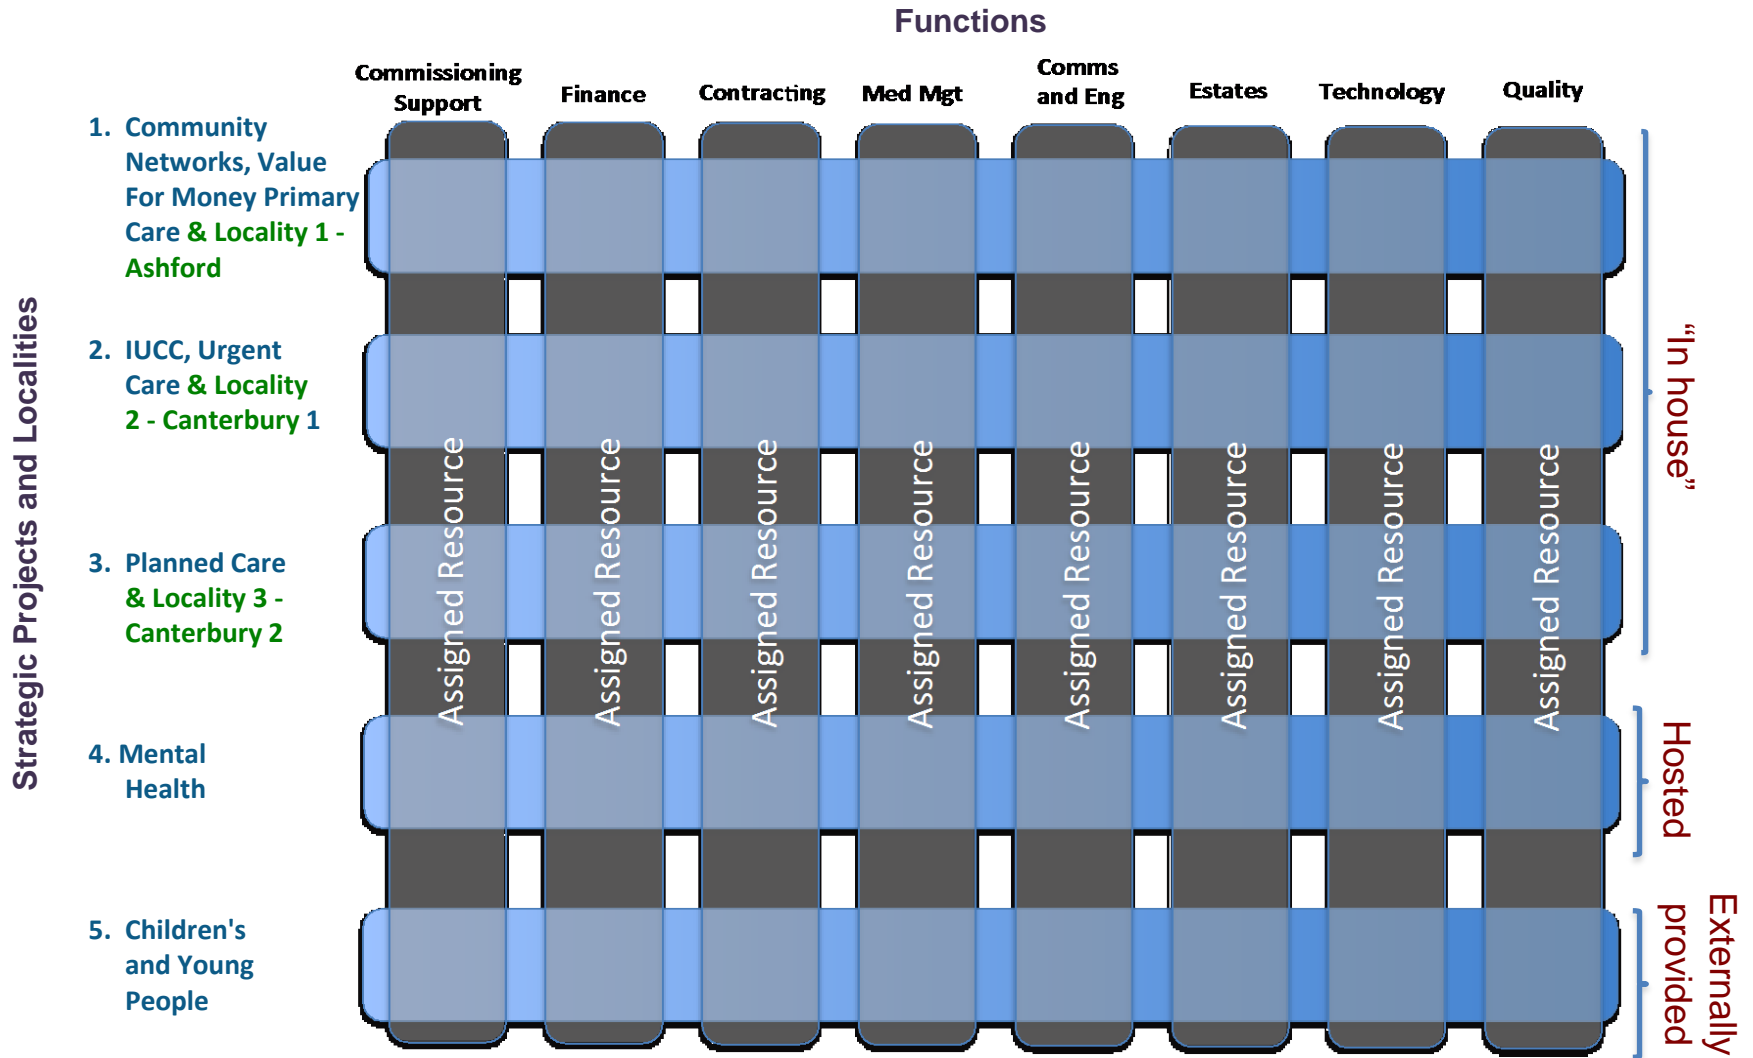 Functions
Commissioning
Support
Finance
Contracting
Med Mgt
Comms
and Eng
Estates
Technology
Quality
Strategic Projects and Localities
1. Community
Networks, Value
For Money Primary
Care & Locality 1 -
Ashford
2. IUCC, Urgent
Care & Locality
2 - Canterbury 1
3. Planned Care
& Locality 3 -
Canterbury 2
4. Mental
Health
5. Children's
and Young
People
Assigned Resource
Assigned Resource
Assigned Resource
Assigned Resource
Assigned Resource
Assigned Resource
Assigned Resource
Assigned Resource
“In house”
Hosted
Externally
provided